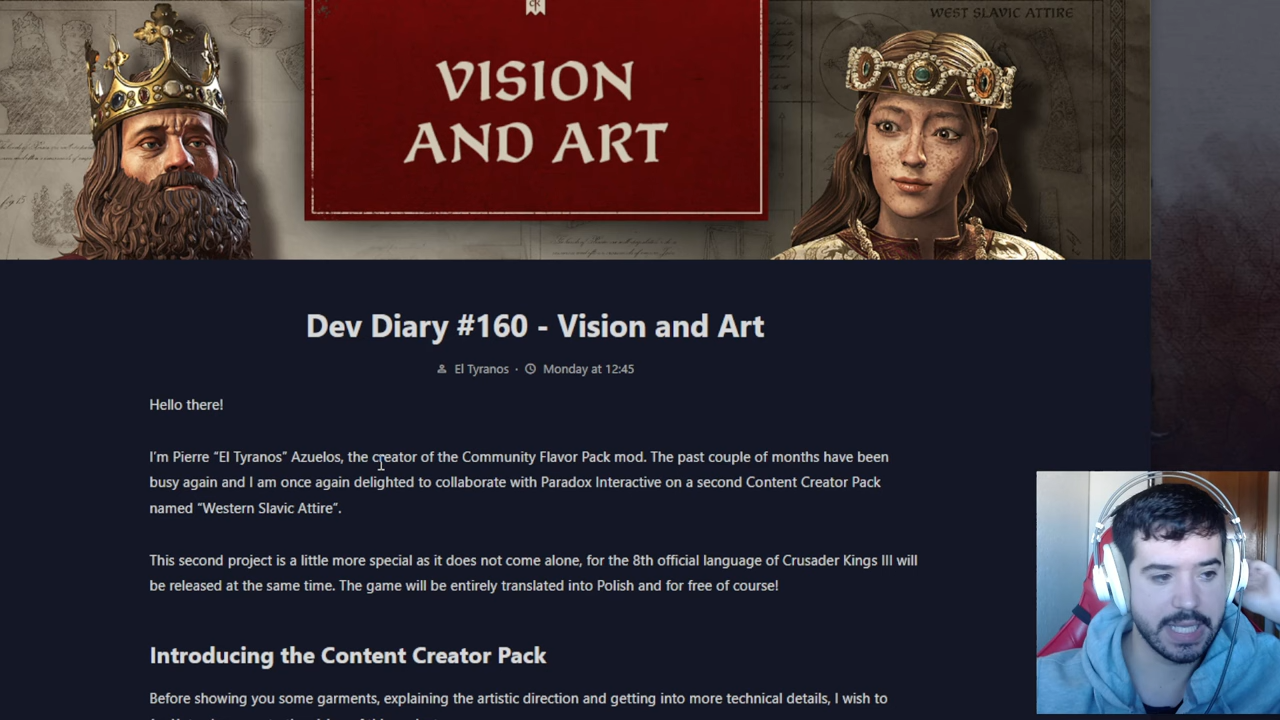 WEST SLAVIC ATTIRE
VISION
AND ART
Dev Diary #160 - Vision and Art
El Tyranos · Monday at 12:45
Hello there!
I'm Pierre “El Tyranos” Azuelos, the creator of the Community Flavor Pack mod. The past couple of months have been
busy again and I am once again delighted to collaborate with Paradox Interactive on a second Content Creator Pack
named “Western Slavic Attire”.
This second project is a little more special as it does not come alone, for the 8th official language of Crusader Kings III will
be released at the same time. The game will be entirely translated into Polish and for free of course!
Introducing the Content Creator Pack
Before showing you some garments, explaining the artistic direction and getting into more technical details, I wish to